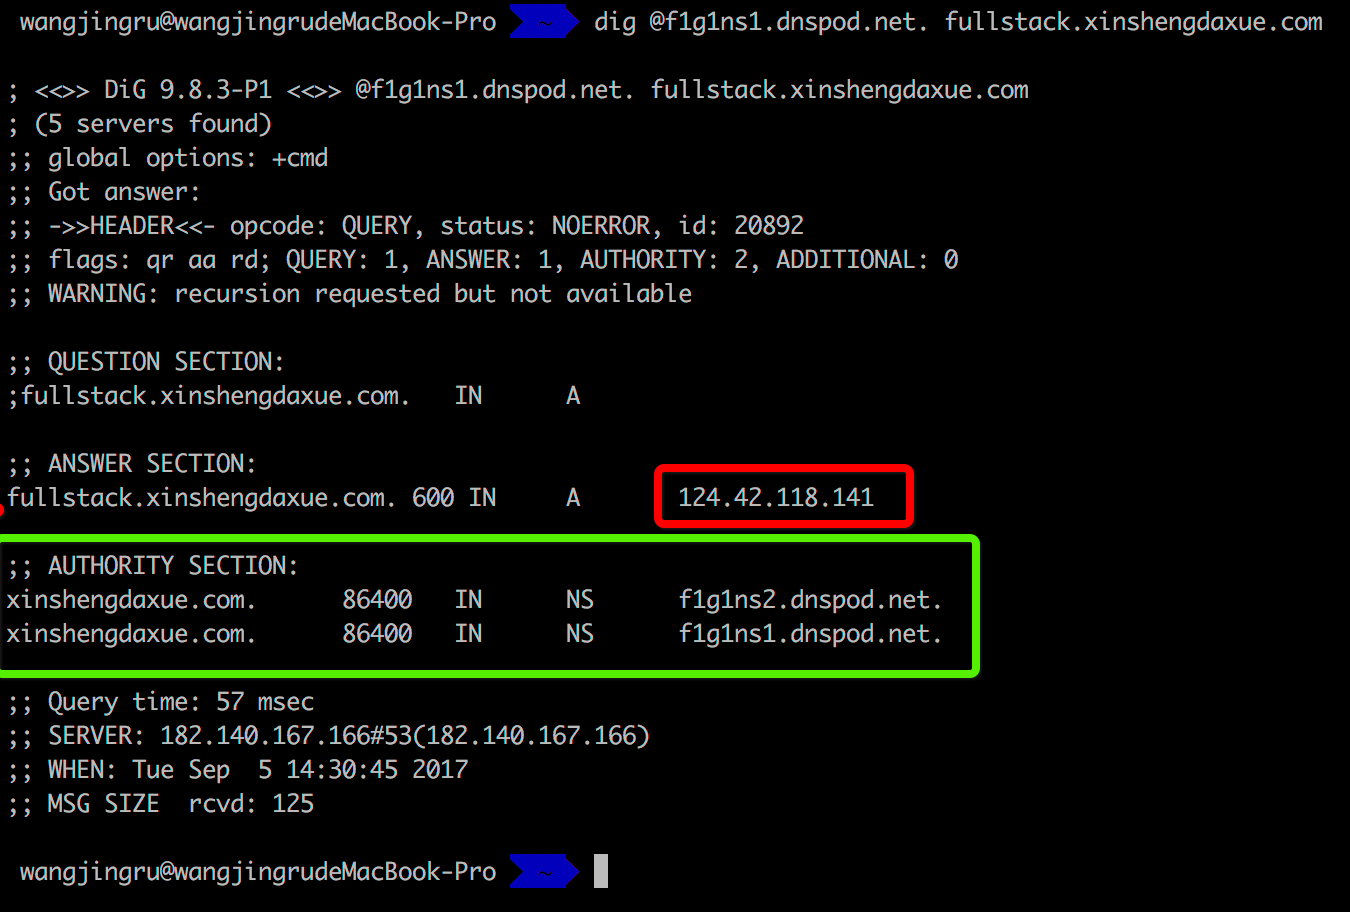 wangjingru@wangjingrudeMacBook-Pro ~ dig @f1g1ns1.dnspod.net. fullstack.xinshengdaxue.com
; <<>> DiG 9.8.3-P1 <<>> @f1g1ns1.dnspod.net. fullstack.xinshengdaxue.com
; (5 servers found)
;; global options: +cmd
;; Got answer:
;; ->>HEADER<<- opcode: QUERY, status: NOERROR, id: 20892
;; flags: qr aa rd; QUERY: 1, ANSWER: 1, AUTHORITY: 2, ADDITIONAL: 0
;; WARNING: recursion requested but not available
;; QUESTION SECTION:
;fullstack.xinshengdaxue.com. IN A
;; ANSWER SECTION:
fullstack.xinshengdaxue.com. 600 IN A 124.42.118.141
;; AUTHORITY SECTION:
xinshengdaxue.com. 86400 IN NS f1g1ns2.dnspod.net.
xinshengdaxue.com. 86400 IN NS f1g1ns1.dnspod.net.
;; Query time: 57 msec
;; SERVER: 182.140.167.166#53(182.140.167.166)
;; WHEN: Tue Sep  5 14:30:45 2017
;; MSG SIZE  rcvd: 125
wangjingru@wangjingrudeMacBook-Pro ~